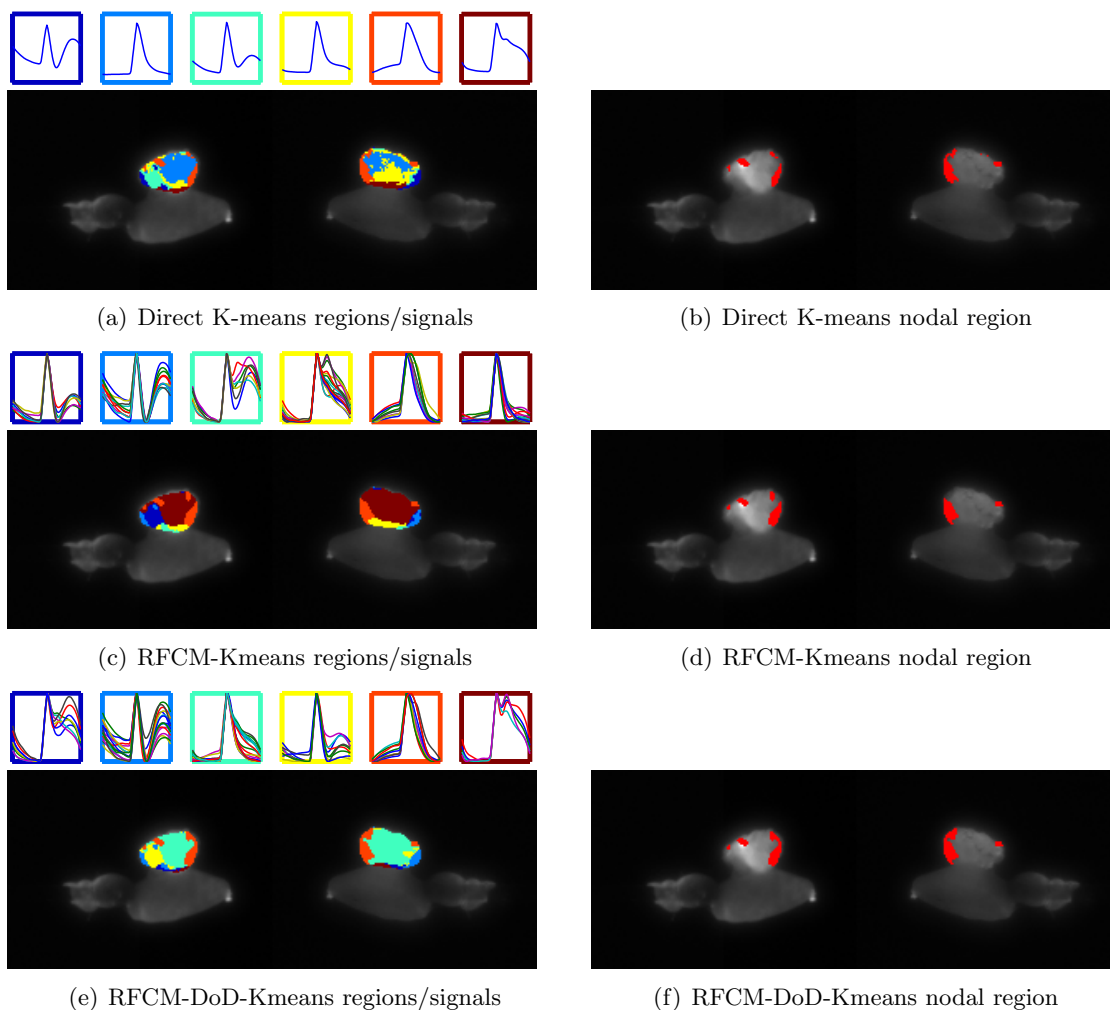 (a) Direct K-means regions/signals
(b) Direct K-means nodal region
(c) RFCM-Kmeans regions/signals
(d) RFCM-Kmeans nodal region
(e) RFCM-DoD-Kmeans regions/signals
(f) RFCM-DoD-Kmeans nodal region